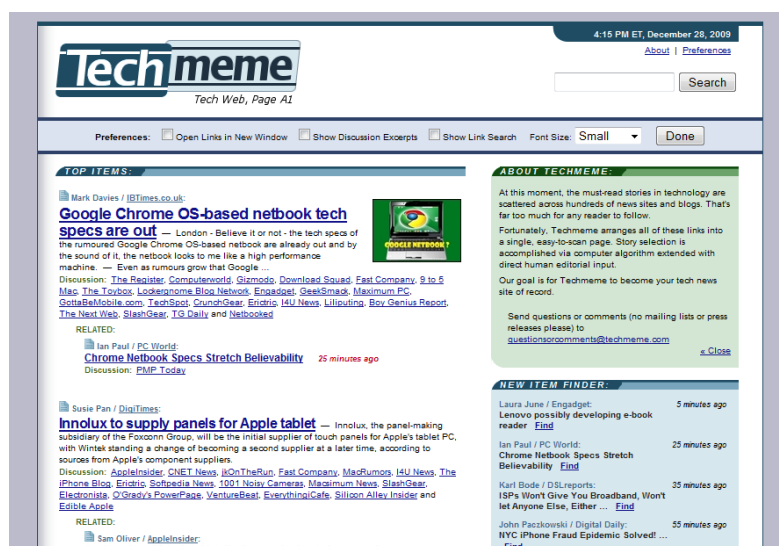 4:15 PM ET, December 28, 2009
About | Preferences
Techmeme
Tech Web, Page A1
Search
Preferences: Open Links in New Window Show Discussion Excerpts Show Link Search Font Size: Small Done
TOP ITEMS:
Mark Davies / IBTimes.co.uk:
Google Chrome OS-based netbook tech
specs are out — London - Believe it or not - the tech specs of
the rumoured Google Chrome OS-based netbook are already out and by
the sound of it, the netbook looks to me like a high performance
machine. — Even as rumours grow that Google ...
GOOGLE NETBOOK ?
Discussion: The Register, Computerworld, Gizmodo, Download Squad, Fast Company, 9 to 5
Mac, The Toybox, Lockergnome Blog Network, Engadget, GeekSmack, Maximum PC,
GottaBeMobile.com, TechSpot, CrunchGear, Erictric, I4U News, Liliputing, Boy Genius Report,
The Next Web, SlashGear, TG Daily and Netbooked
RELATED:
Ian Paul / PC World:
Chrome Netbook Specs Stretch Believability 25 minutes ago
Discussion: PMP Today
Susie Pan / DigiTimes:
Innolux to supply panels for Apple tablet — Innolux, the panel-making
subsidiary of the Foxconn Group, will be the initial supplier of touch panels for Apple's tablet PC,
with Wintek standing a change of becoming a second supplier at a later time, according to
sources from Apple's component suppliers.
Discussion: AppleInsider, CNET News, jkOnTheRun, Fast Company, MacRumors, I4U News, The
iPhone Blog, Erictric, Softpedia News, 1001 Noisy Cameras, Macsimum News, SlashGear,
Electronista, O'Grady's PowerPage, VentureBeat, EverythingiCafe, Silicon Alley Insider and
Edible Apple
RELATED:
Sam Oliver / AppleInsider:
ABOUT TECHMEME:
At this moment, the must-read stories in technology are
scattered across hundreds of news sites and blogs. That's
far too much for any reader to follow.
Fortunately, Techmeme arranges all of these links into
a single, easy-to-scan page. Story selection is
accomplished via computer algorithm extended with
direct human editorial input.
Our goal is for Techmeme to become your tech news
site of record.
Send questions or comments (no mailing lists or press
releases please) to
questionsorcomments@techmeme.com
« Close
NEW ITEM FINDER:
Laura June / Engadget: 5 minutes ago
Lenovo possibly developing e-book
reader Find
Ian Paul / PC World: 25 minutes ago
Chrome Netbook Specs Stretch
Believability Find
Karl Bode / DSLreports: 35 minutes ago
ISPs Won't Give You Broadband, Won't
let Anyone Else, Either ... Find
John Paczkowski / Digital Daily: 55 minutes ago
NYC iPhone Fraud Epidemic Solved! ...
Find